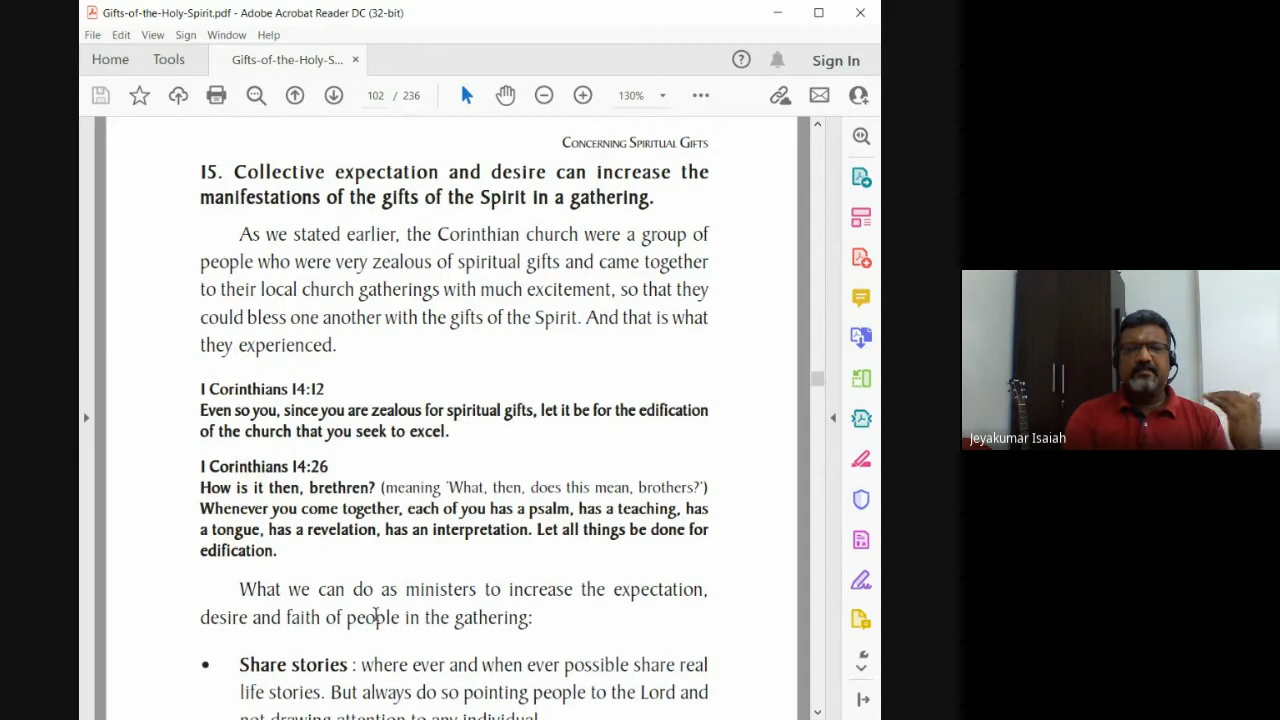 Gifts-of-the-Holy-Spirit.pdf - Adobe Acrobat Reader DC (32-bit)
File Edit View Sign Window Help
Home Tools Gifts-of-the-Holy-S... × Sign In
102 / 236 130%
Concerning Spiritual Gifts
15. Collective expectation and desire can increase the
manifestations of the gifts of the Spirit in a gathering.
As we stated earlier, the Corinthian church were a group of
people who were very zealous of spiritual gifts and came together
to their local church gatherings with much excitement, so that they
could bless one another with the gifts of the Spirit. And that is what
they experienced.
1 Corinthians 14:12
Even so you, since you are zealous for spiritual gifts, let it be for the edification
of the church that you seek to excel.
1 Corinthians 14:26
How is it then, brethren? (meaning 'What, then, does this mean, brothers?')
Whenever you come together, each of you has a psalm, has a teaching, has
a tongue, has a revelation, has an interpretation. Let all things be done for
edification.
What we can do as ministers to increase the expectation,
desire and faith of people in the gathering:
• Share stories : where ever and when ever possible share real
life stories. But always do so pointing people to the Lord and
not drawing attention to any individual.
Jeyakumar Isaiah